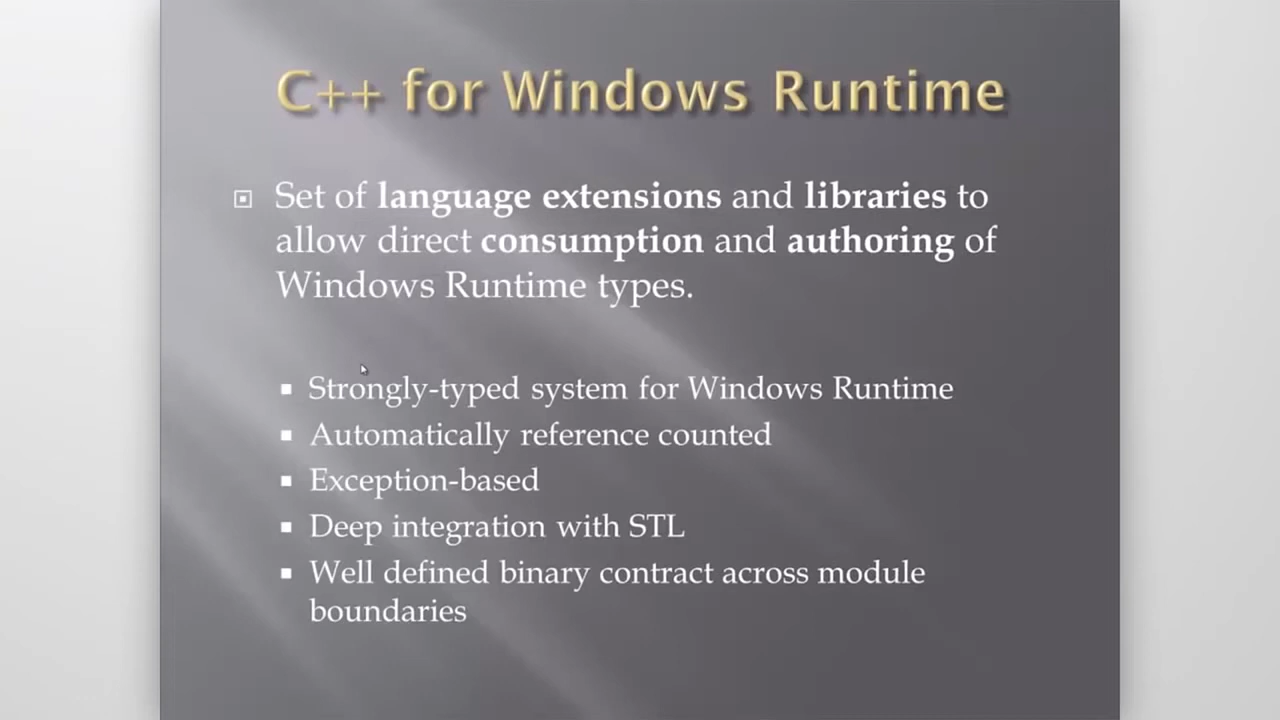 C++ for Windows Runtime
Set of language extensions and libraries to
allow direct consumption and authoring of
Windows Runtime types.
Strongly-typed system for Windows Runtime
Automatically reference counted
Exception-based
Deep integration with STL
Well defined binary contract across module
boundaries